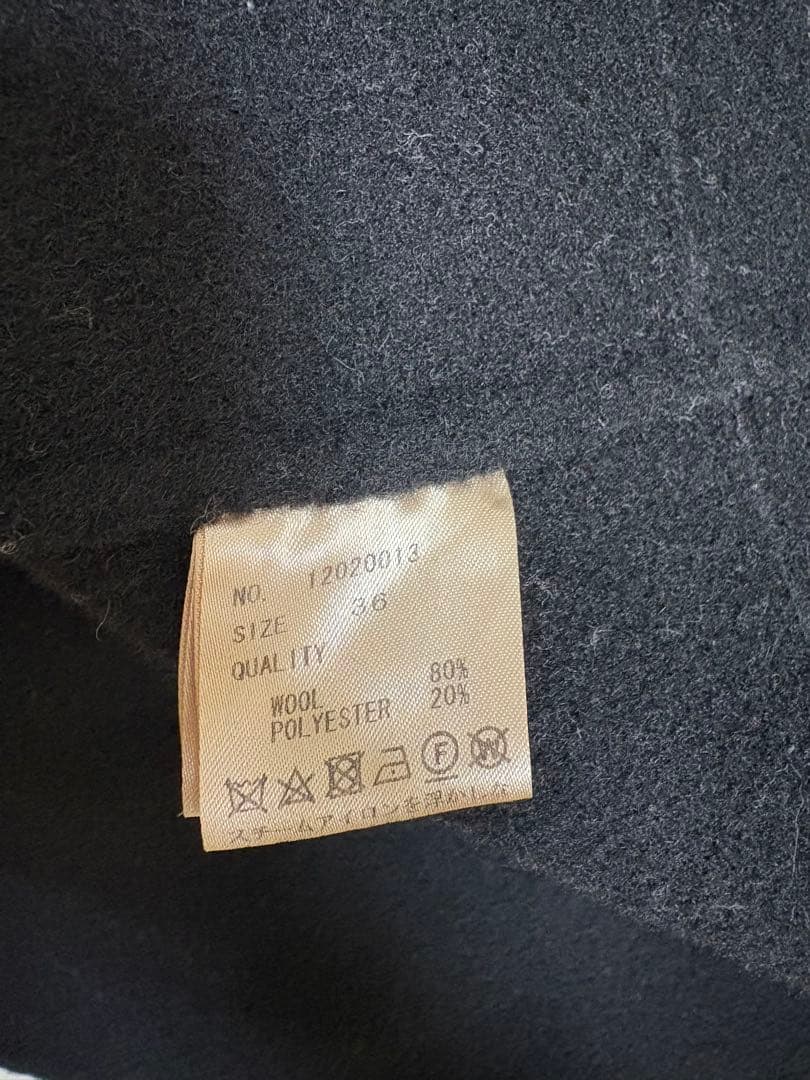 NO. 12020013
SIZE 36
QUALITY
WOOL 80%
POLYESTER 20%
F W
スチームアイロンを浮かしな